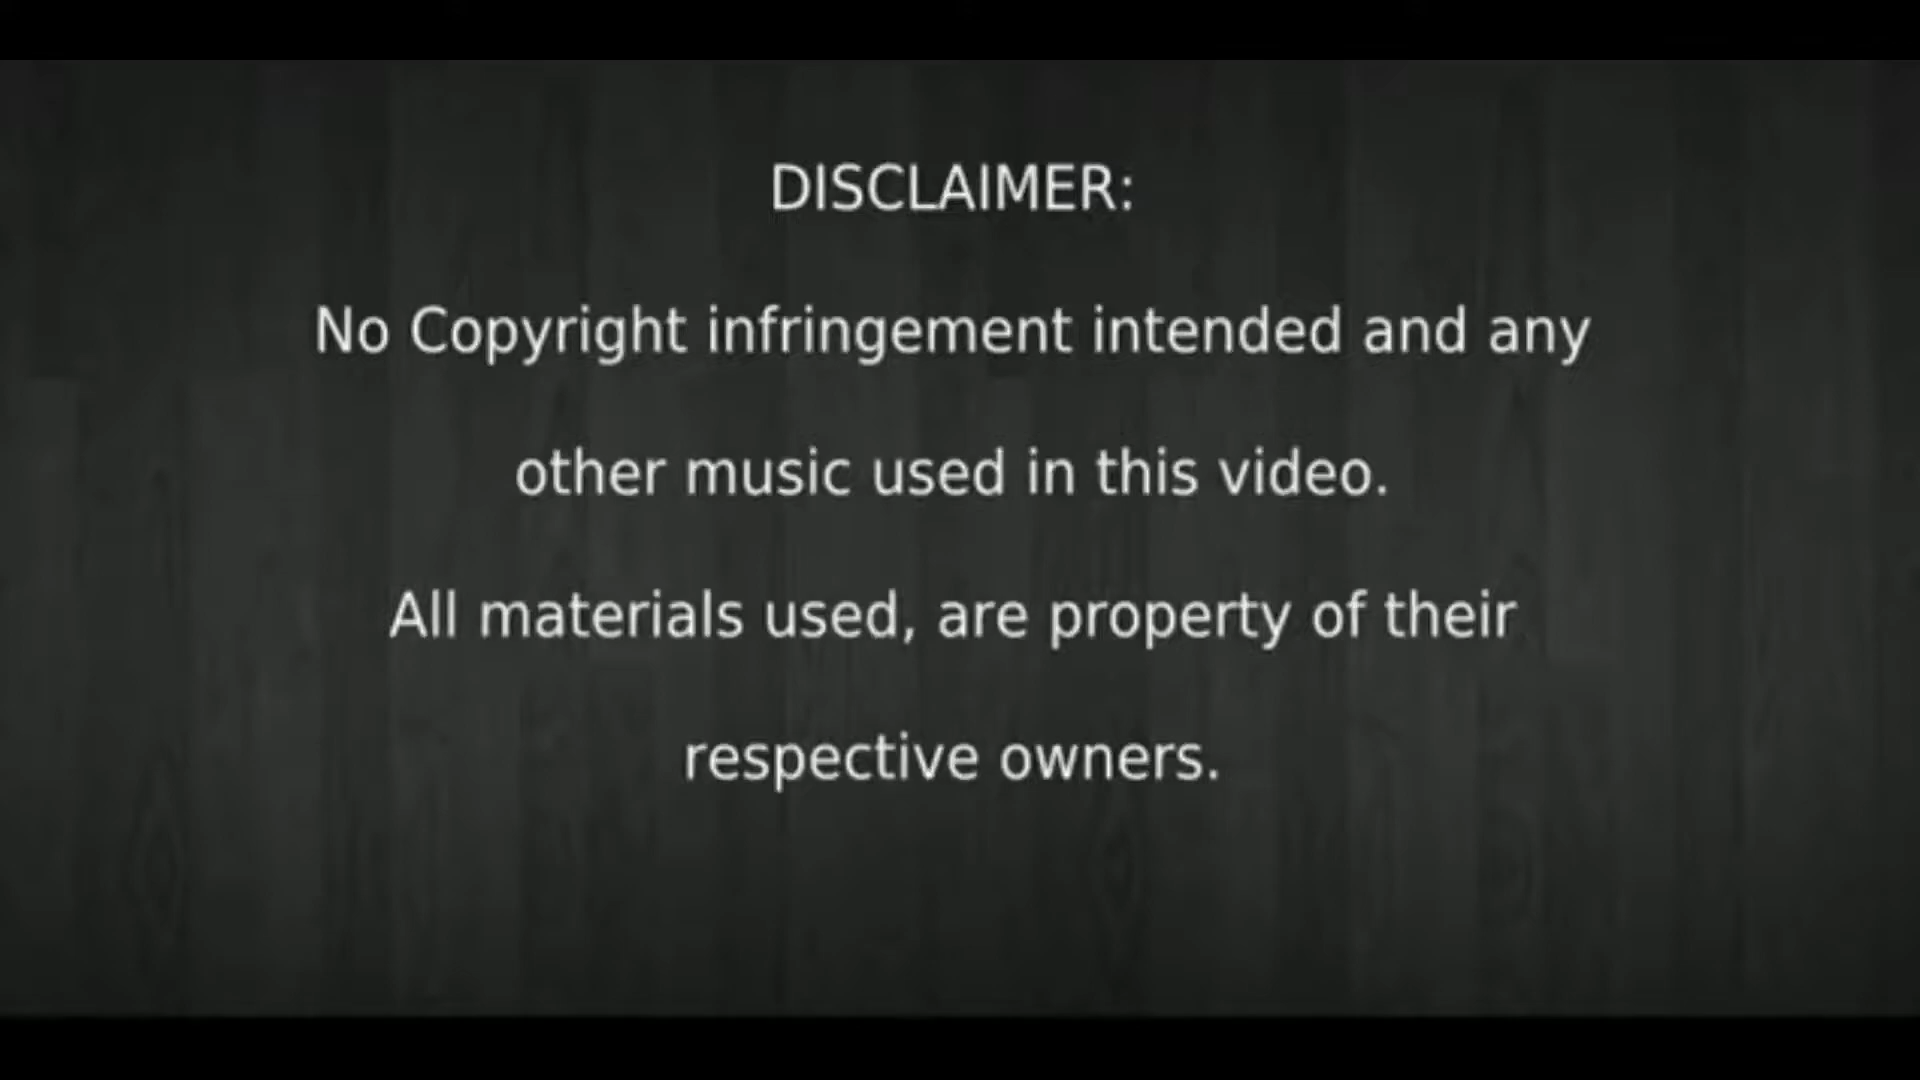 DISCLAIMER:
No Copyright infringement intended and any
other music used in this video.
All materials used, are property of their
respective owners.